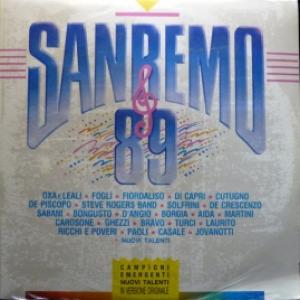 SANREMO
89
OXA E LEALI • FOGLI • FIORDALISO • DI CAPRI • CUTUGNO
DE PISCOPO • STEVE ROGERS BAND • SOLFRINI • DE CRESCENZO
SABANI • BONGUSTO • D'ANGIO • BORGIA • AIDA • MARTINI
CAROSONE • GHEZZI • BRAVO • TURCI • LAURITO
RICCHI E POVERI • PAOLI • CASALE • JOVANOTTI
NUOVI TALENTI
CAMPIONI
EMERGENTI
NUOVI TALENTI
IN VERSIONE ORIGINALE